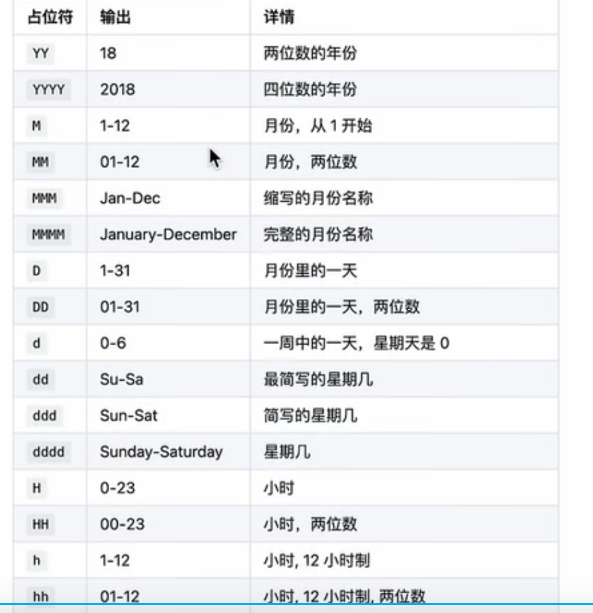 占位符 输出 详情
YY 18 两位数的年份
YYYY 2018 四位数的年份
M 1-12 月份，从 1 开始
MM 01-12 月份，两位数
MMM Jan-Dec 缩写的月份名称
MMMM January-December 完整的月份名称
D 1-31 月份里的一天
DD 01-31 月份里的一天，两位数
d 0-6 一周中的一天，星期天是 0
dd Su-Sa 最简写的星期几
ddd Sun-Sat 简写的星期几
dddd Sunday-Saturday 星期几
H 0-23 小时
HH 00-23 小时，两位数
h 1-12 小时, 12 小时制
hh 01-12 小时, 12 小时制, 两位数